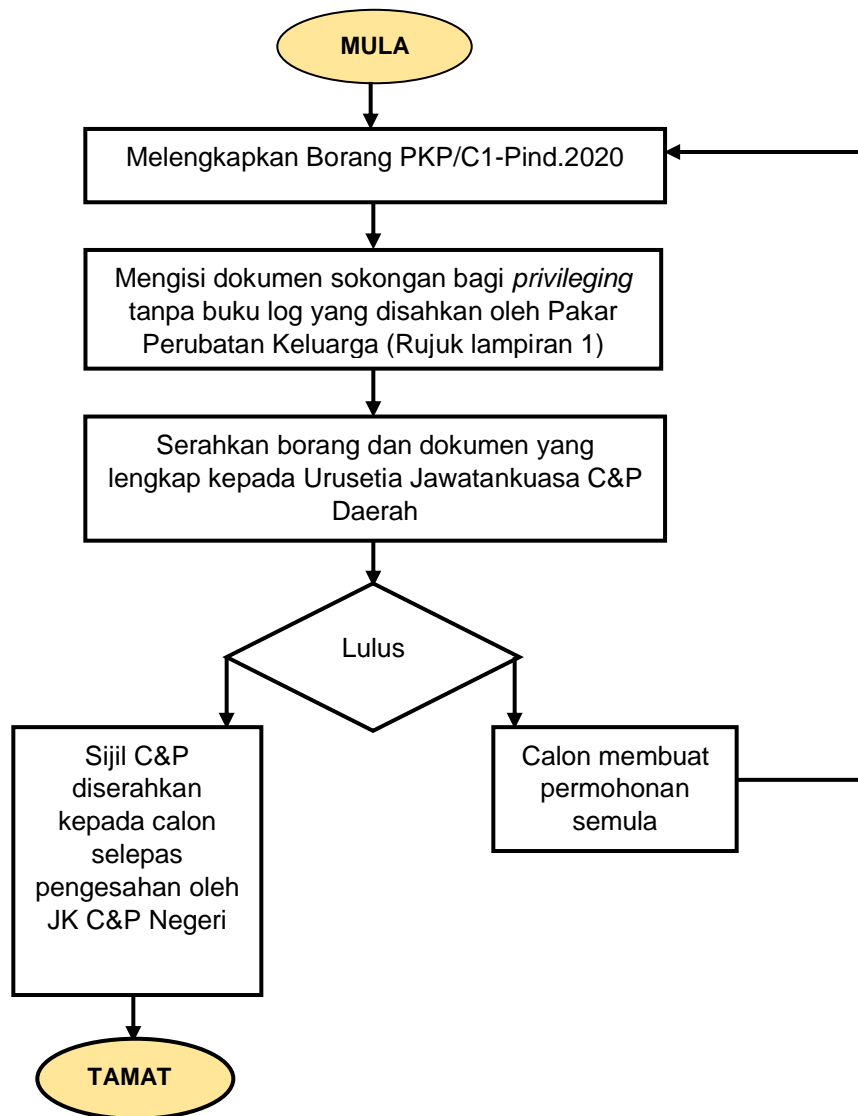 MULA
Melengkapkan Borang PKP/C1-Pind.2020
Mengisi dokumen sokongan bagi privileging
tanpa buku log yang disahkan oleh Pakar
Perubatan Keluarga (Rujuk lampiran 1)
Serahkan borang dan dokumen yang
lengkap kepada Urusetia Jawatankuasa C&P
Daerah
Lulus
Sijil C&P
diserahkan
kepada calon
selepas
pengesahan oleh
JK C&P Negeri
Calon membuat
permohonan
semula
TAMAT